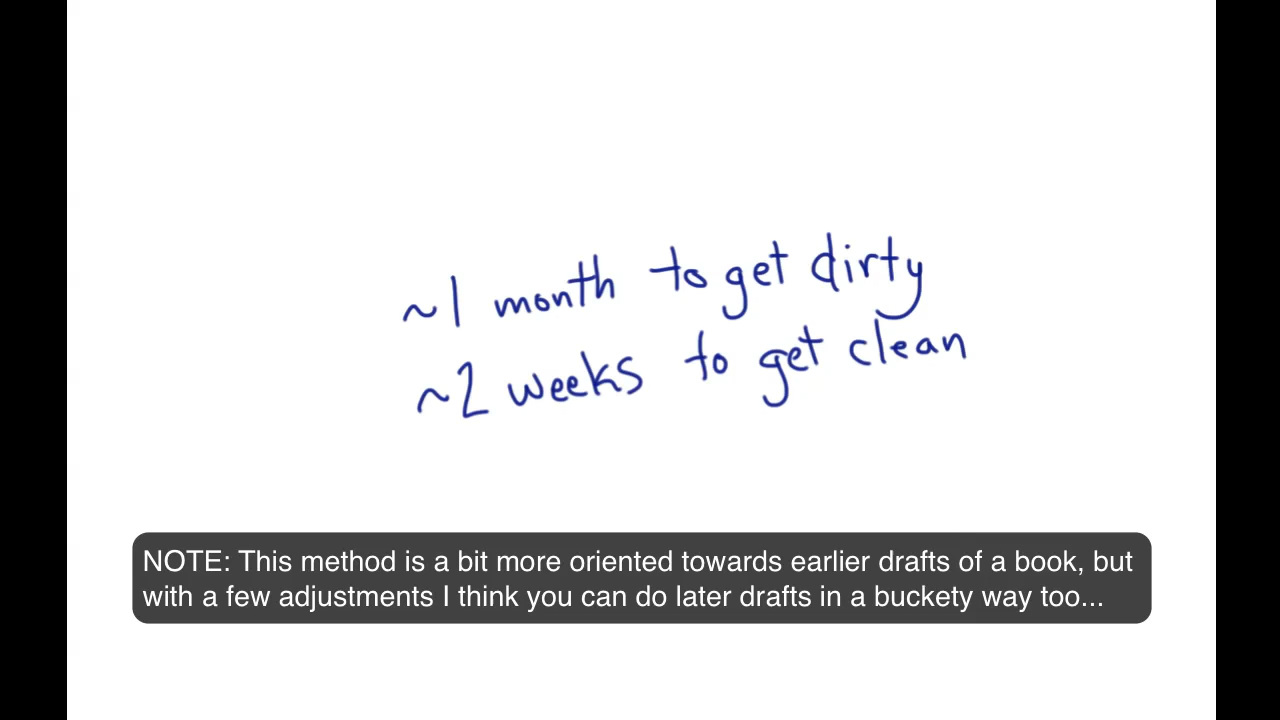 ~1 month to get dirty
~2 weeks to get clean
NOTE: This method is a bit more oriented towards earlier drafts of a book, but
with a few adjustments I think you can do later drafts in a buckety way too...